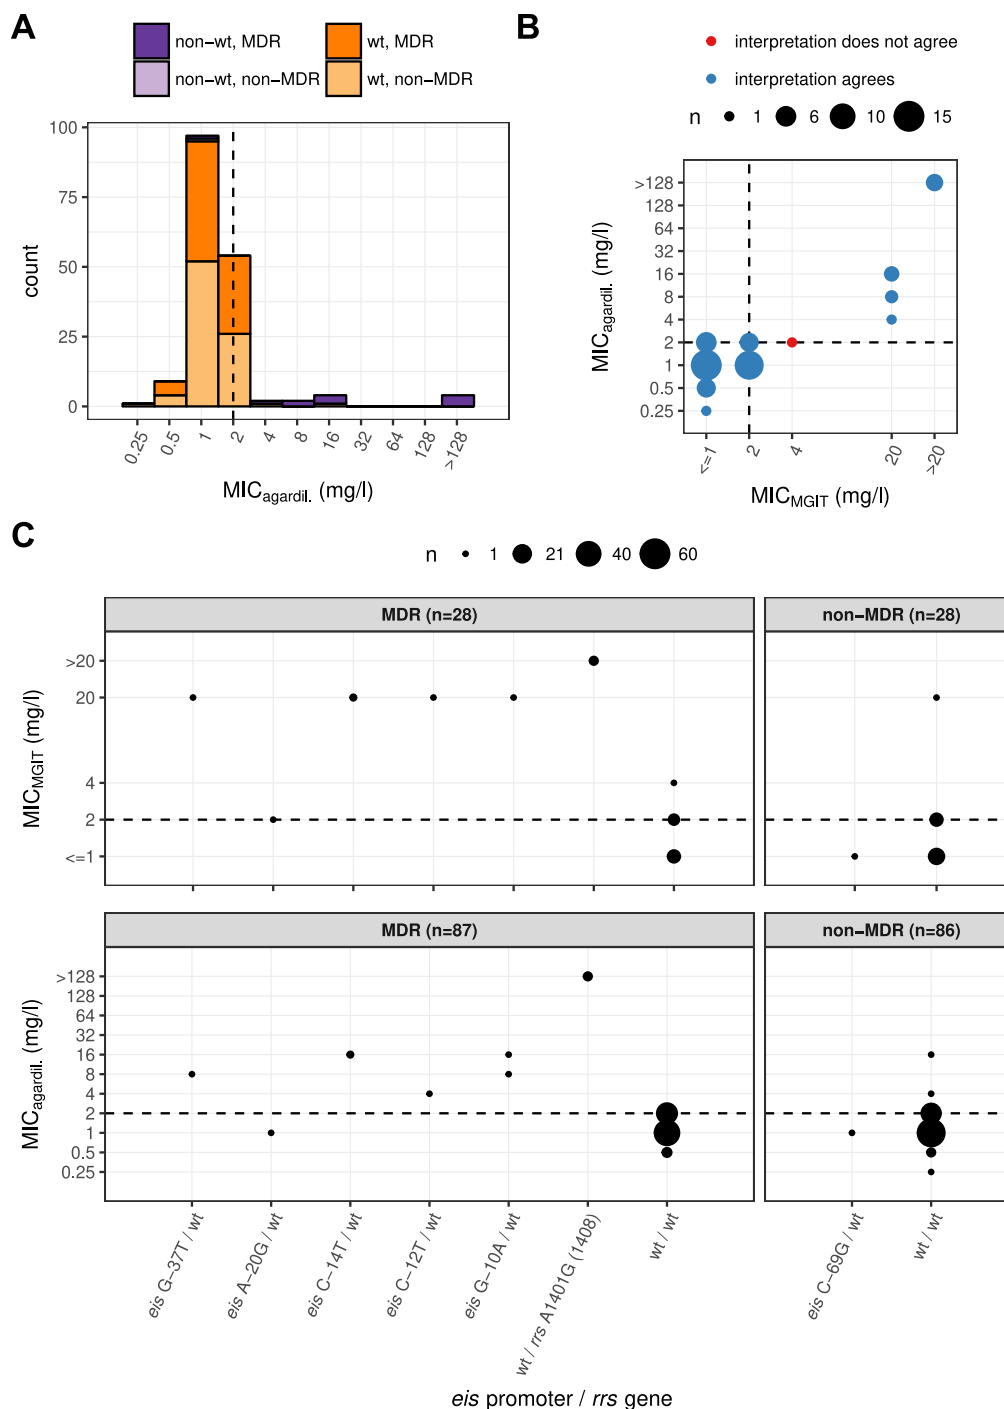 A
non-wt, MDR
wt, MDR
non-wt, non-MDR
wt, non-MDR
100
75
50
25
0
count
0.25
0.5
1
2
4
8
16
32
64
128
>128
MICagardil. (mg/l)
B
interpretation does not agree
interpretation agrees
n 1 6 10 15
>128
128
64
32
16
8
4
2
1
0.5
0.25
MICagardil. (mg/l)
<=1
2
4
20
>20
MICMGIT (mg/l)
C
n 1 21 40 60
MDR (n=28)
non-MDR (n=28)
>20
20
4
2
<=1
MICMGIT (mg/l)
MDR (n=87)
non-MDR (n=86)
>128
128
64
32
16
8
4
2
1
0.5
0.25
MICagardil. (mg/l)
eis G-37T / wt
eis A-20G / wt
eis C-14T / wt
eis C-12T / wt
eis G-10A / wt
wt / rrs A1401G (1408)
wt / wt
eis C-69G / wt
wt / wt
eis promoter / rrs gene